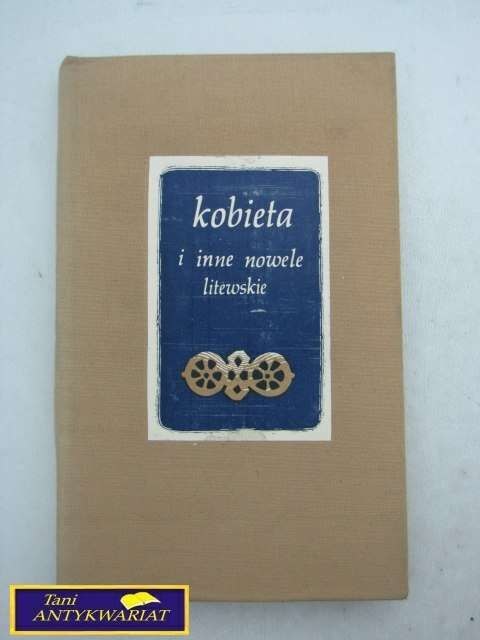 kobieta
i inne nowele
litewskie
Tani
ANTYKWARIAT